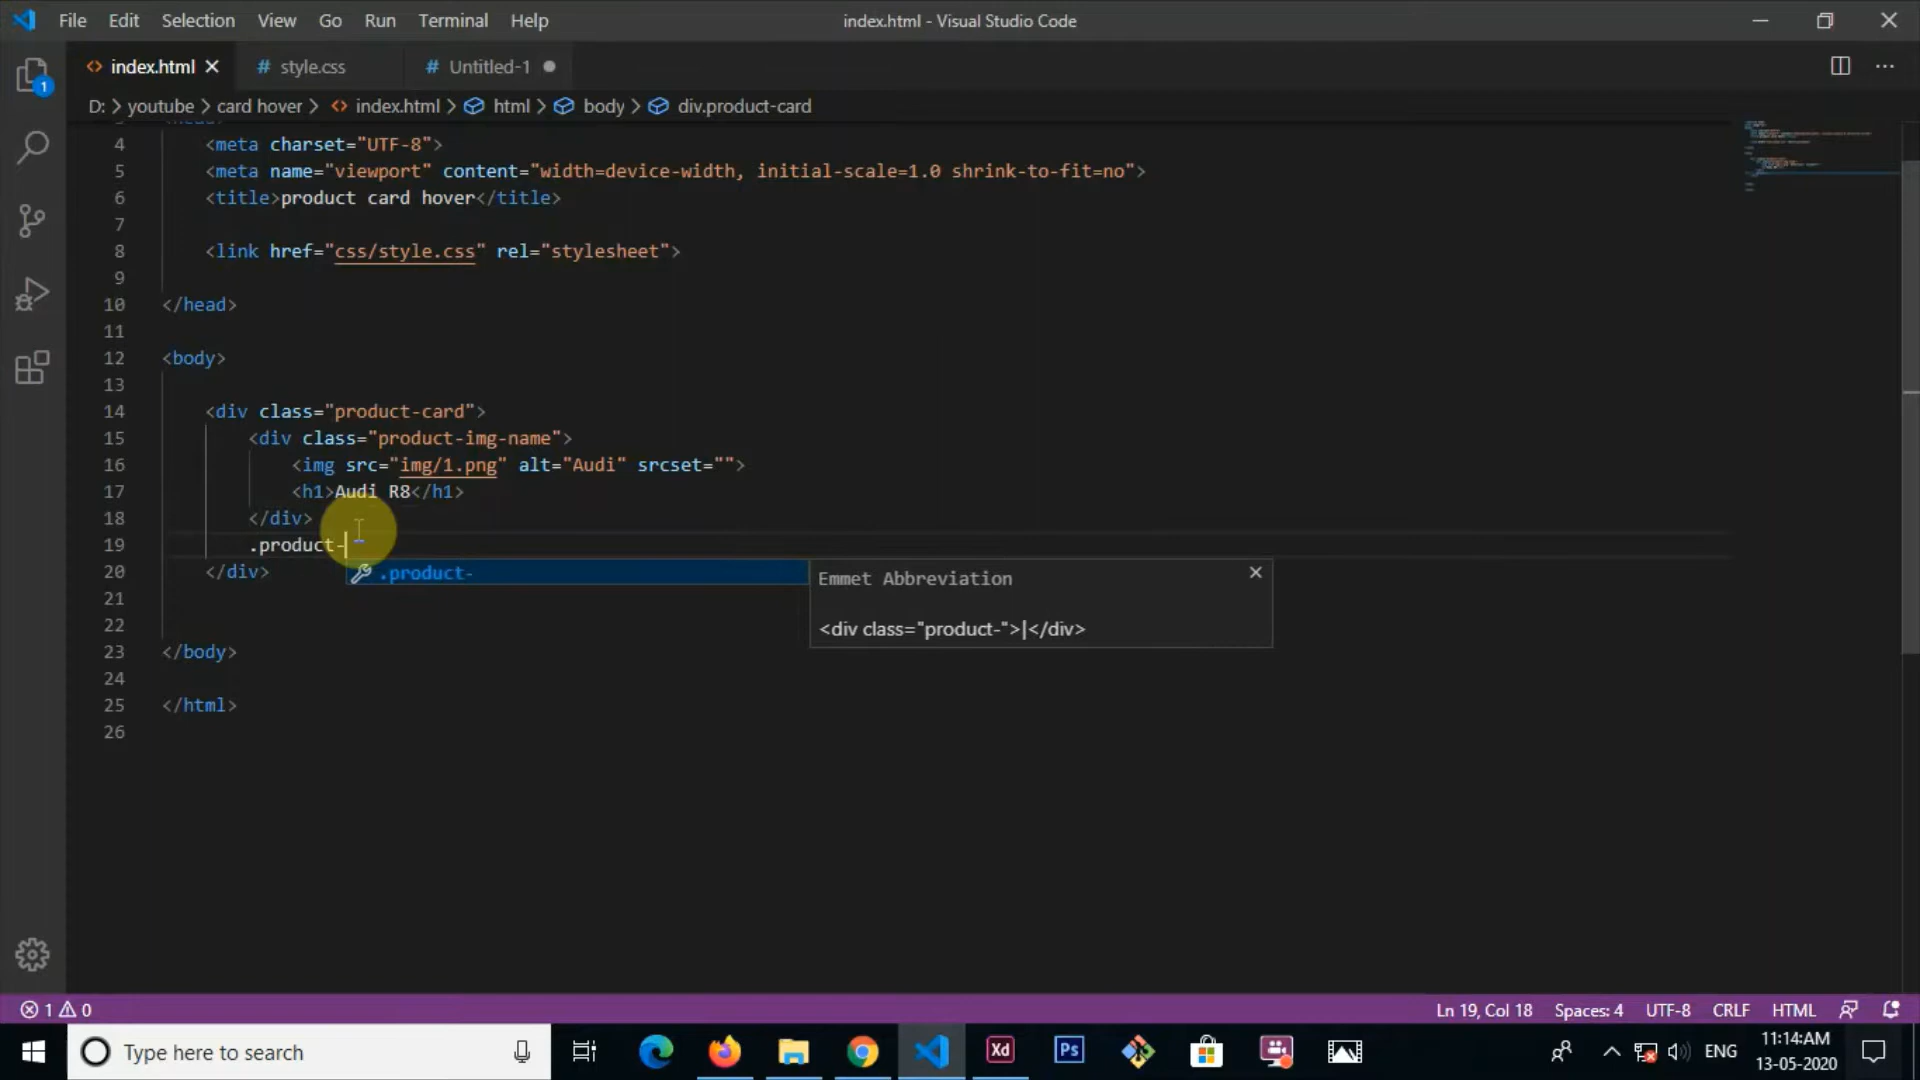 File Edit Selection View Go Run Terminal Help index.html - Visual Studio Code
index.html style.css Untitled-1
D: > youtube > card hover > index.html > html > body > div.product-card
4 <meta charset="UTF-8">
5 <meta name="viewport" content="width=device-width, initial-scale=1.0 shrink-to-fit=no">
6 <title>product card hover</title>
7
8 <link href="css/style.css" rel="stylesheet">
9
10 </head>
11
12 <body>
13
14 <div class="product-card">
15 <div class="product-img-name">
16 <img src="img/1.png" alt="Audi" srcset="">
17 <h1>Audi R8</h1>
18 </div>
19 .product-
20 </div>
.product-
Emmet Abbreviation
<div class="product-">|</div>
21
22
23 </body>
24
25 </html>
26
1
1 0 Ln 19, Col 18 Spaces: 4 UTF-8 CRLF HTML
Type here to search Xd Ps ENG 11:14:AM
13-05-2020